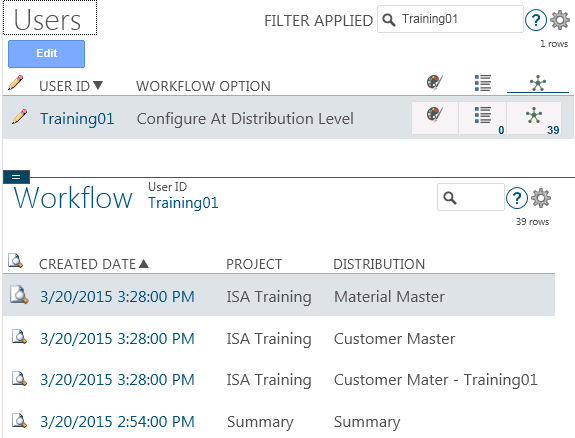 Users FILTER APPLIED Training01 ?
1 rows
Edit
USER ID▼ WORKFLOW OPTION
Training01 Configure At Distribution Level 0 39
Workflow User ID Training01 ?
39 rows
CREATED DATE▲ PROJECT DISTRIBUTION
3/20/2015 3:28:00 PM ISA Training Material Master
3/20/2015 3:28:00 PM ISA Training Customer Master
3/20/2015 3:28:00 PM ISA Training Customer Mater - Training01
3/20/2015 2:54:00 PM Summary Summary